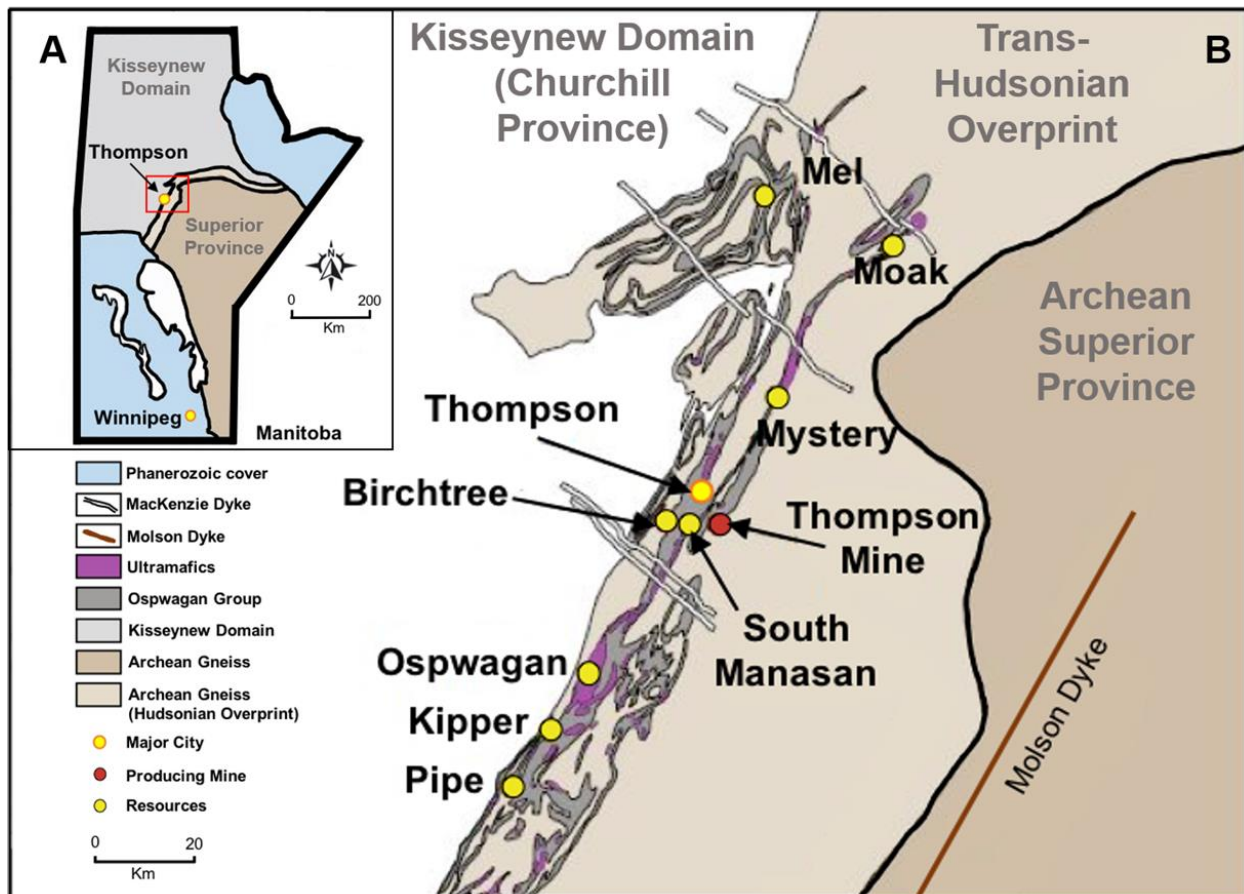 A
Kisseynew
Domain
Thompson
Superior
Province
N
0 200
Km
Winnipeg
Manitoba
Kisseynew Domain
(Churchill
Province)
Trans-
Hudsonian
Overprint
B
Mel
Moak
Archean
Superior
Province
Thompson
Mystery
Birchtree
Thompson
Mine
South
Manasan
Ospwagan
Kipper
Pipe
Molson Dyke
Phanerozoic cover
MacKenzie Dyke
Molson Dyke
Ultramafics
Ospwagan Group
Kisseynew Domain
Archean Gneiss
Archean Gneiss
(Hudsonian Overprint)
Major City
Producing Mine
Resources
0 20
Km